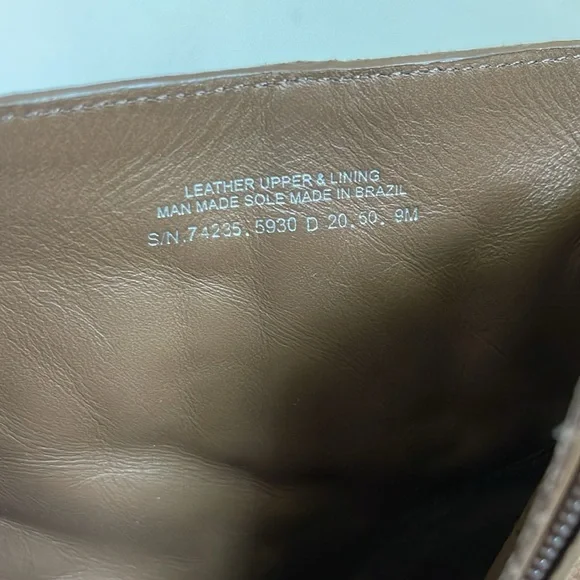 LEATHER UPPER & LINING
MAN MADE SOLE MADE IN BRAZIL
S/N.74235.5930 D 20.50.9M